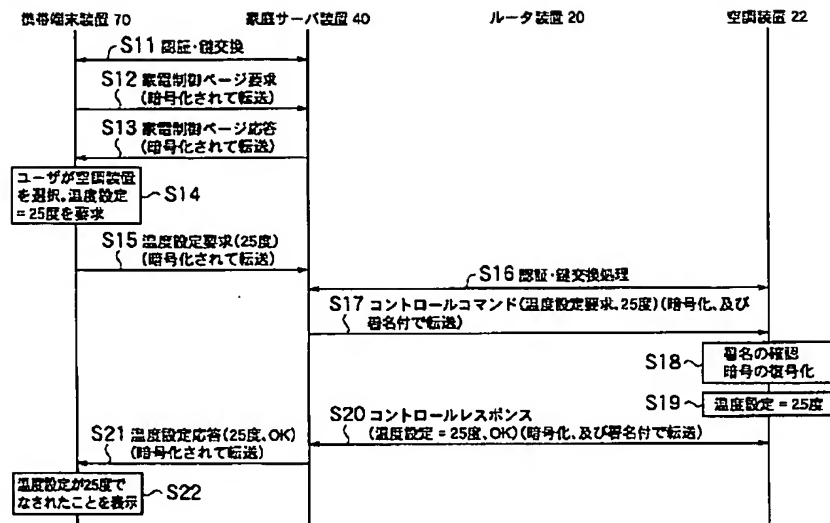 携帯端末装置 70
家庭サーバ装置 40
ルータ装置 20
空調装置 22
S11 認証・鍵交換
S12 家電制御ページ要求
(暗号化されて転送)
S13 家電制御ページ応答
(暗号化されて転送)
ユーザが空調装置
を選択、温度設定
=25度を要求
S14
S15 温度設定要求(25度)
(暗号化されて転送)
S16 認証・鍵交換処理
S17 コントロールコマンド(温度設定要求、25度)(暗号化、及び
署名付で転送)
S18
署名の確認
暗号の復号化
S19
温度設定=25度
S20 コントロールレスポンス
(温度設定=25度、OK)(暗号化、及び署名付で転送)
S21 温度設定応答(25度、OK)
(暗号化されて転送)
温度設定が25度で
なされたことを表示
S22